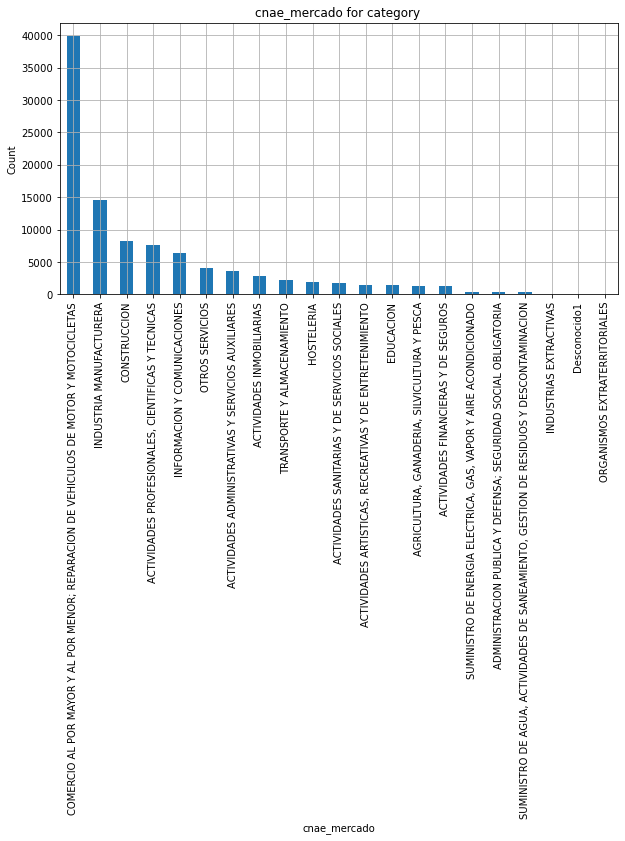 cnae_mercado for category
Count
40000
35000
30000
25000
20000
15000
10000
5000
0
COMERCIO AL POR MAYOR Y AL POR MENOR; REPARACION DE VEHICULOS DE MOTOR Y MOTOCICLETAS
INDUSTRIA MANUFACTURERA
CONSTRUCCION
ACTIVIDADES PROFESIONALES, CIENTIFICAS Y TECNICAS
INFORMACION Y COMUNICACIONES
OTROS SERVICIOS
ACTIVIDADES ADMINISTRATIVAS Y SERVICIOS AUXILIARES
ACTIVIDADES INMOBILIARIAS
TRANSPORTE Y ALMACENAMIENTO
HOSTELERIA
ACTIVIDADES SANITARIAS Y DE SERVICIOS SOCIALES
ACTIVIDADES ARTISTICAS, RECREATIVAS Y DE ENTRETENIMIENTO
EDUCACION
AGRICULTURA, GANADERIA, SILVICULTURA Y PESCA
ACTIVIDADES FINANCIERAS Y DE SEGUROS
SUMINISTRO DE ENERGIA ELECTRICA, GAS, VAPOR Y AIRE ACONDICIONADO
ADMINISTRACION PUBLICA Y DEFENSA; SEGURIDAD SOCIAL OBLIGATORIA
SUMINISTRO DE AGUA, ACTIVIDADES DE SANEAMIENTO, GESTION DE RESIDUOS Y DESCONTAMINACION
INDUSTRIAS EXTRACTIVAS
Desconocido1
ORGANISMOS EXTRATERRITORIALES
cnae_mercado